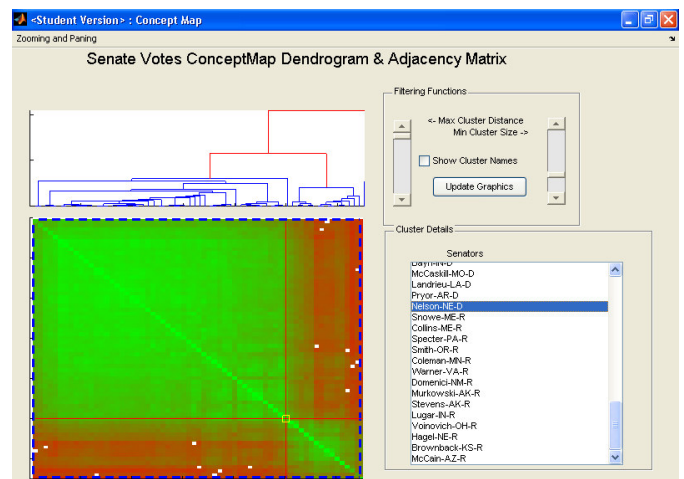 <Student Version> : Concept Map
Zooming and Paning
Senate Votes ConceptMap Dendrogram & Adjacency Matrix
Filtering Functions
<- Max Cluster Distance
Min Cluster Size ->
Show Cluster Names
Update Graphics
Cluster Details
Senators
McCaskill-MO-D
Landrieu-LA-D
Pryor-AR-D
Nelson-NE-D
Snowe-ME-R
Collins-ME-R
Specter-PA-R
Smith-OR-R
Coleman-MN-R
Warner-VA-R
Domenici-NM-R
Murkowski-AK-R
Stevens-AK-R
Lugar-IN-R
Voinovich-OH-R
Hagel-NE-R
Brownback-KS-R
McCain-AZ-R